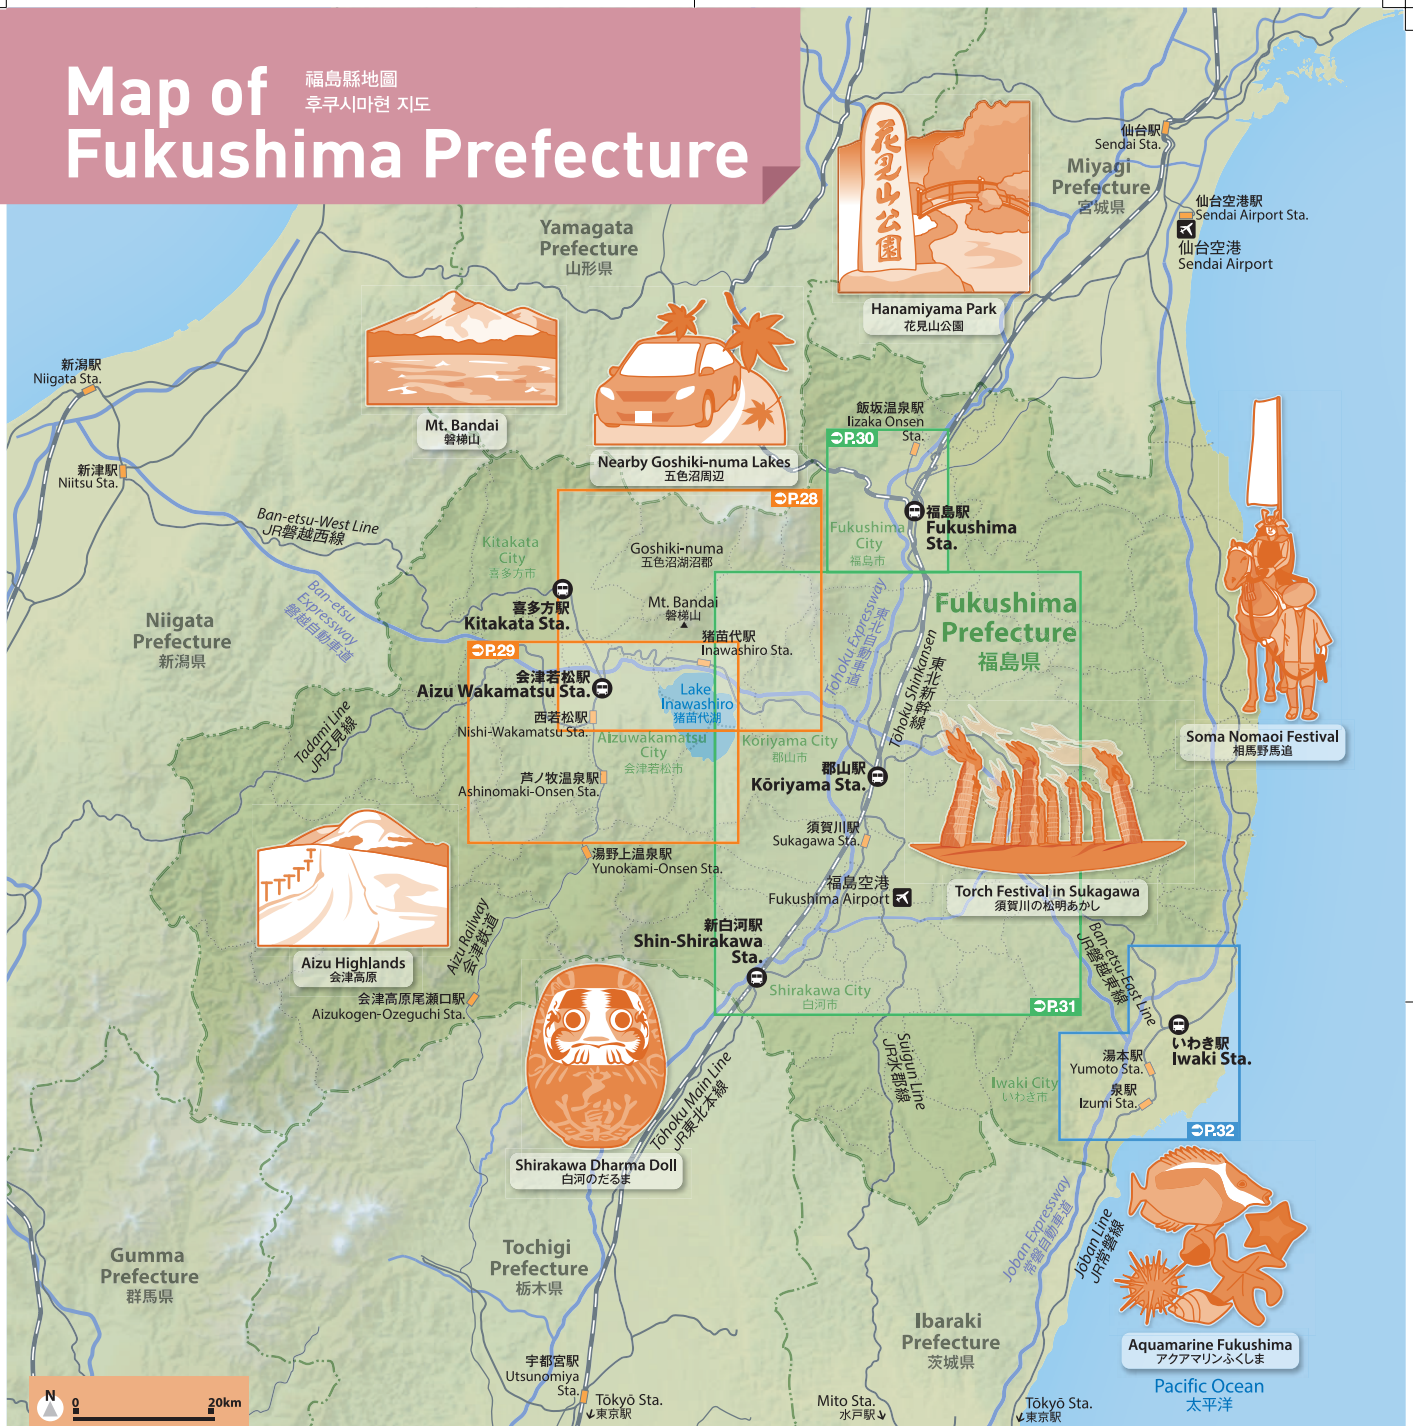 Map of
Fukushima Prefecture
福島縣地圖
후쿠시마현 지도
仙台駅
Sendai Sta.
Miyagi
Prefecture
宮城県
仙台空港駅
Sendai Airport Sta.
仙台空港
Sendai Airport
Yamagata
Prefecture
山形県
花見山公園
Hanamiyama Park
花見山公園
新潟駅
Niigata Sta.
Mt. Bandai
磐梯山
Nearby Goshiki-numa Lakes
五色沼周辺
飯坂温泉駅
Iizaka Onsen
Sta.
P.30
新津駅
Niitsu Sta.
P.28
福島駅
Fukushima
Sta.
Fukushima
City
福島市
Ban-etsu-West Line
JR磐越西線
Kitakata
City
喜多方市
Goshiki-numa
五色沼湖沼郡
Ban-etsu
Expressway
磐越自動車道
喜多方駅
Kitakata Sta.
Mt. Bandai
磐梯山
Fukushima
Prefecture
福島県
Niigata
Prefecture
新潟県
Tohoku Expressway
東北自動車道
Tōhoku Shinkansen
東北新幹線
猪苗代駅
Inawashiro Sta.
P.29
会津若松駅
Aizu Wakamatsu Sta.
Lake
Inawashiro
猪苗代湖
西若松駅
Nishi-Wakamatsu Sta.
Aizuwakamatsu
City
会津若松市
Koriyama City
郡山市
Soma Nomaoi Festival
相馬野馬追
Tadami Line
JR只見線
芦ノ牧温泉駅
Ashinomaki-Onsen Sta.
郡山駅
Kōriyama Sta.
須賀川駅
Sukagawa Sta.
湯野上温泉駅
Yunokami-Onsen Sta.
福島空港
Fukushima Airport
Torch Festival in Sukagawa
須賀川の松明あかし
Aizu Railway
会津鉄道
新白河駅
Shin-Shirakawa
Sta.
Ban-etsu-East Line
JR磐越東線
Aizu Highlands
会津高原
会津高原尾瀬口駅
Aizukogen-Ozeguchi Sta.
Shirakawa City
白河市
P.31
いわき駅
Iwaki Sta.
湯本駅
Yumoto Sta.
泉駅
Izumi Sta.
Iwaki City
いわき市
Suigun Line
JR水郡線
P.32
Tōhoku Main Line
JR東北本線
Shirakawa Dharma Doll
白河のだるま
Joban Expressway
常磐自動車道
Jōban Line
JR常磐線
Gumma
Prefecture
群馬県
Tochigi
Prefecture
栃木県
Ibaraki
Prefecture
茨城県
Aquamarine Fukushima
アクアマリンふくしま
Pacific Ocean
太平洋
宇都宮駅
Utsunomiya
Sta.
Tōkyō Sta.
東京駅
Mito Sta.
水戸駅
Tōkyō Sta.
東京駅
N
0 20km